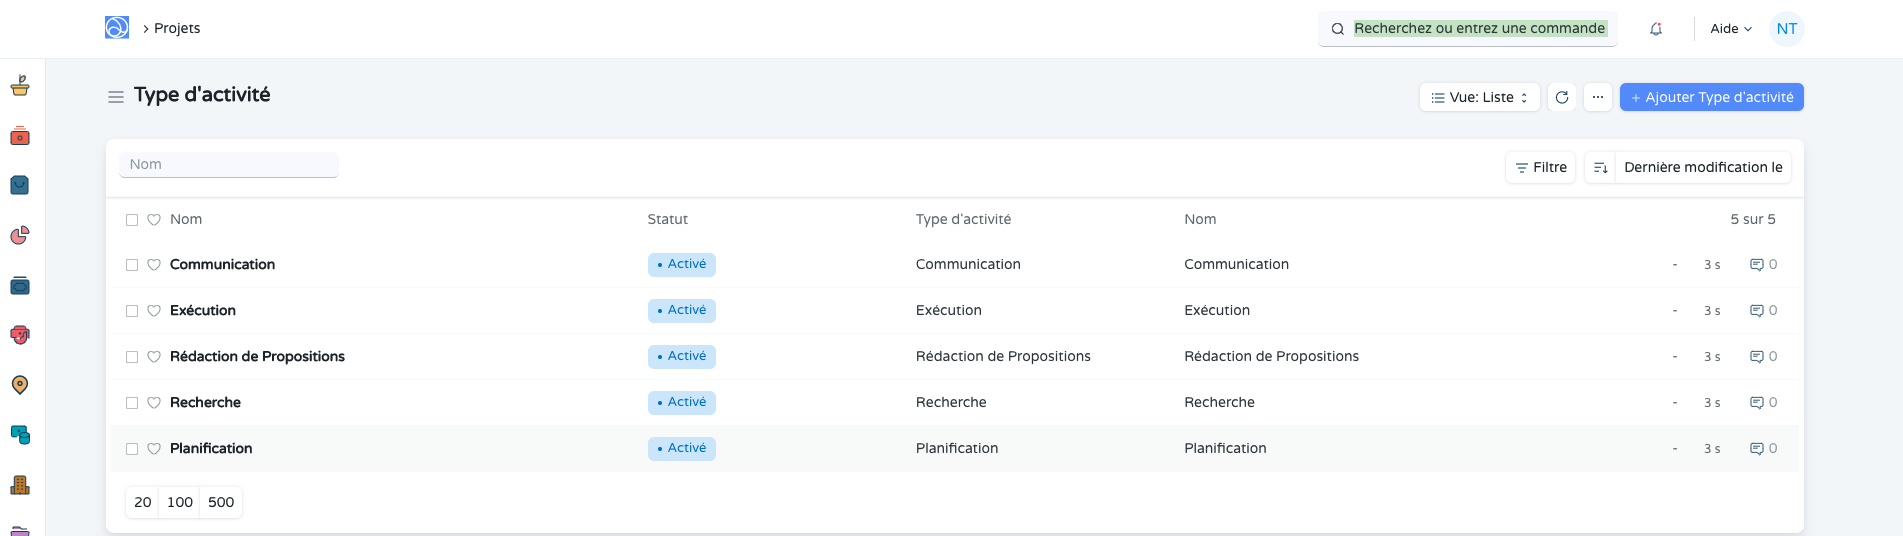 Projets
Recherchez ou entrez une commande
Aide
NT
Type d'activité
Vue: Liste
Ajouter Type d'activité
Nom
Filtre
Dernière modification le
Nom Statut Type d'activité Nom 5 sur 5
Communication Activé Communication Communication - 3 s 0
Exécution Activé Exécution Exécution - 3 s 0
Rédaction de Propositions Activé Rédaction de Propositions Rédaction de Propositions - 3 s 0
Recherche Activé Recherche Recherche - 3 s 0
Planification Activé Planification Planification - 3 s 0
20 100 500